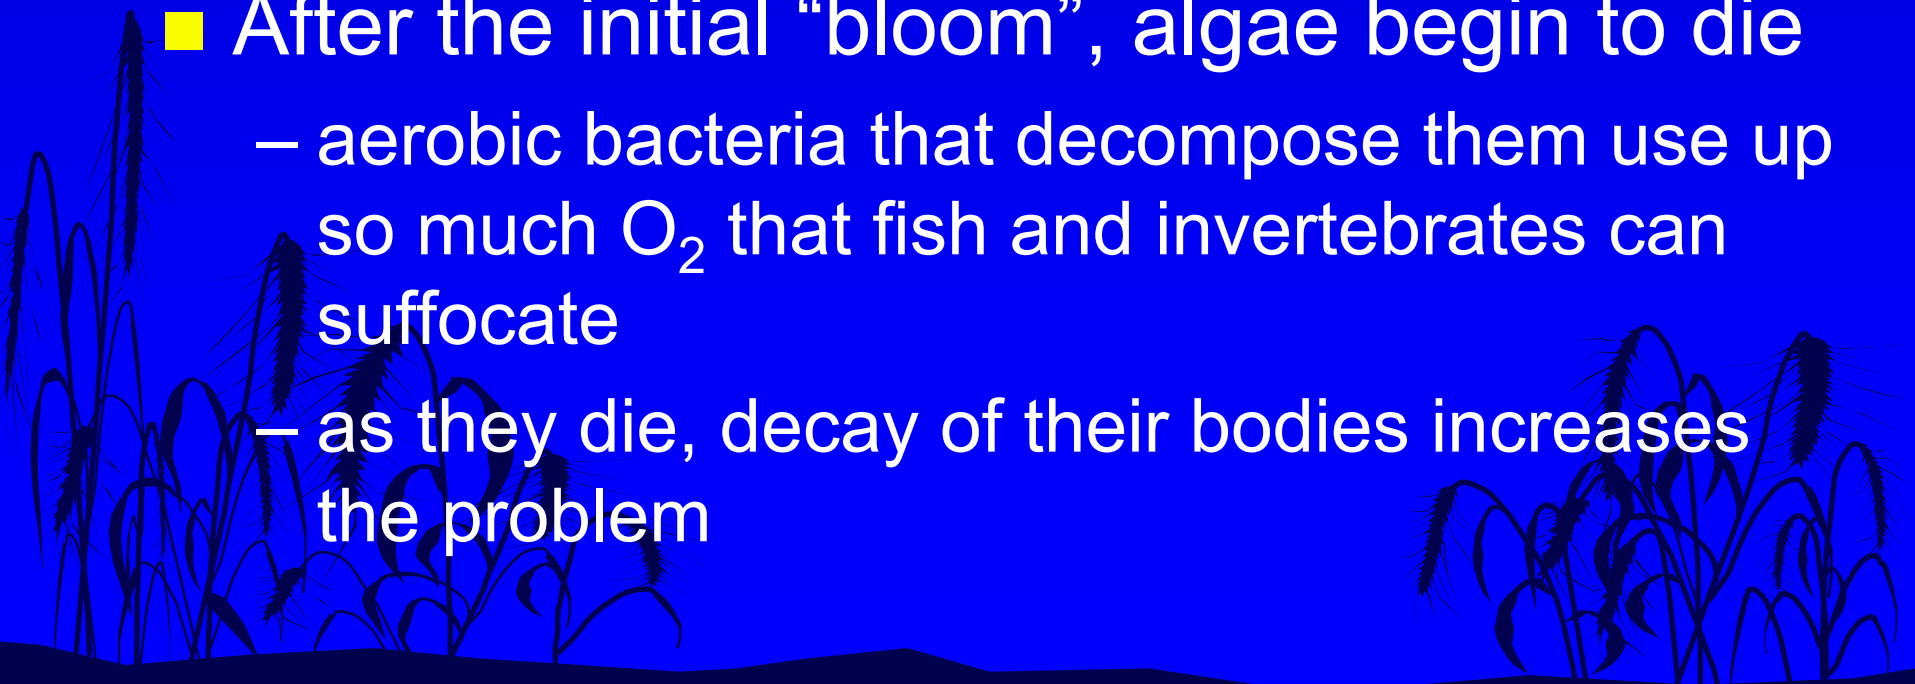 After the initial “bloom”, algae begin to die
– aerobic bacteria that decompose them use up
so much O₂ that fish and invertebrates can
suffocate
– as they die, decay of their bodies increases
the problem